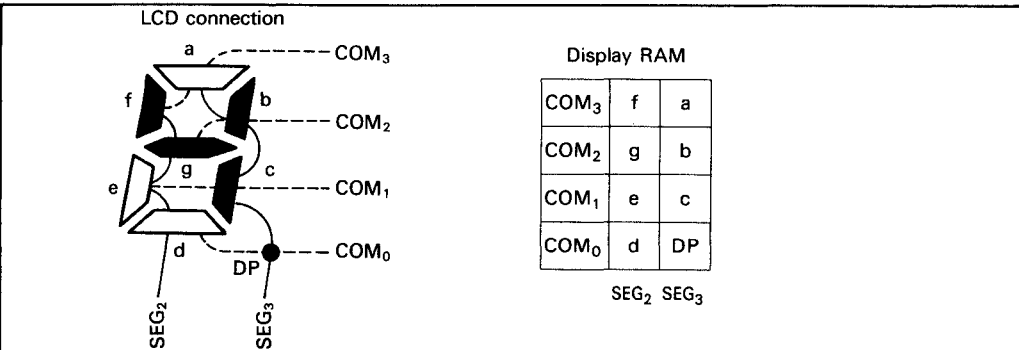 LCD connection
a
COM₃
f
b
COM₂
g
c
e
COM₁
d
COM₀
DP
SEG₂
SEG₃
Display RAM
COM₃ f a
COM₂ g b
COM₁ e c
COM₀ d DP
SEG₂ SEG₃